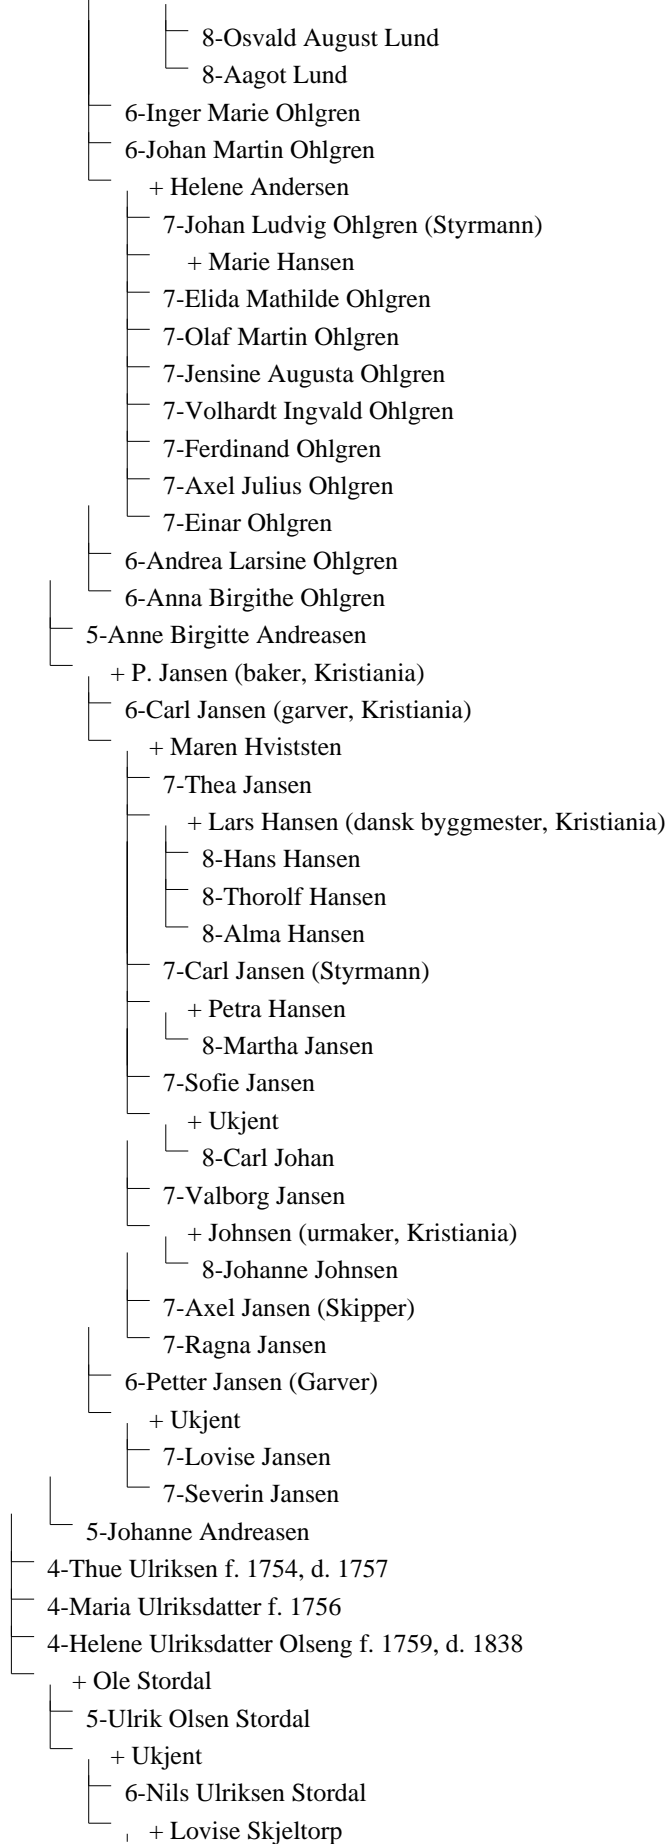 8-Osvald August Lund
8-Aagot Lund
6-Inger Marie Ohlgren
6-Johan Martin Ohlgren
+ Helene Andersen
7-Johan Ludvig Ohlgren (Styrmann)
+ Marie Hansen
7-Elida Mathilde Ohlgren
7-Olaf Martin Ohlgren
7-Jensine Augusta Ohlgren
7-Volhardt Ingvald Ohlgren
7-Ferdinand Ohlgren
7-Axel Julius Ohlgren
7-Einar Ohlgren
6-Andrea Larsine Ohlgren
6-Anna Birgithe Ohlgren
5-Anne Birgitte Andreasen
+ P. Jansen (baker, Kristiania)
6-Carl Jansen (garver, Kristiania)
+ Maren Hviststen
7-Thea Jansen
+ Lars Hansen (dansk byggmester, Kristiania)
8-Hans Hansen
8-Thorolf Hansen
8-Alma Hansen
7-Carl Jansen (Styrmann)
+ Petra Hansen
8-Martha Jansen
7-Sofie Jansen
+ Ukjent
8-Carl Johan
7-Valborg Jansen
+ Johnsen (urmaker, Kristiania)
8-Johanne Johnsen
7-Axel Jansen (Skipper)
7-Ragna Jansen
6-Petter Jansen (Garver)
+ Ukjent
7-Lovise Jansen
7-Severin Jansen
5-Johanne Andreasen
4-Thue Ulriksen f. 1754, d. 1757
4-Maria Ulriksdatter f. 1756
4-Helene Ulriksdatter Olseng f. 1759, d. 1838
+ Ole Stordal
5-Ulrik Olsen Stordal
+ Ukjent
6-Nils Ulriksen Stordal
+ Lovise Skjeltorp